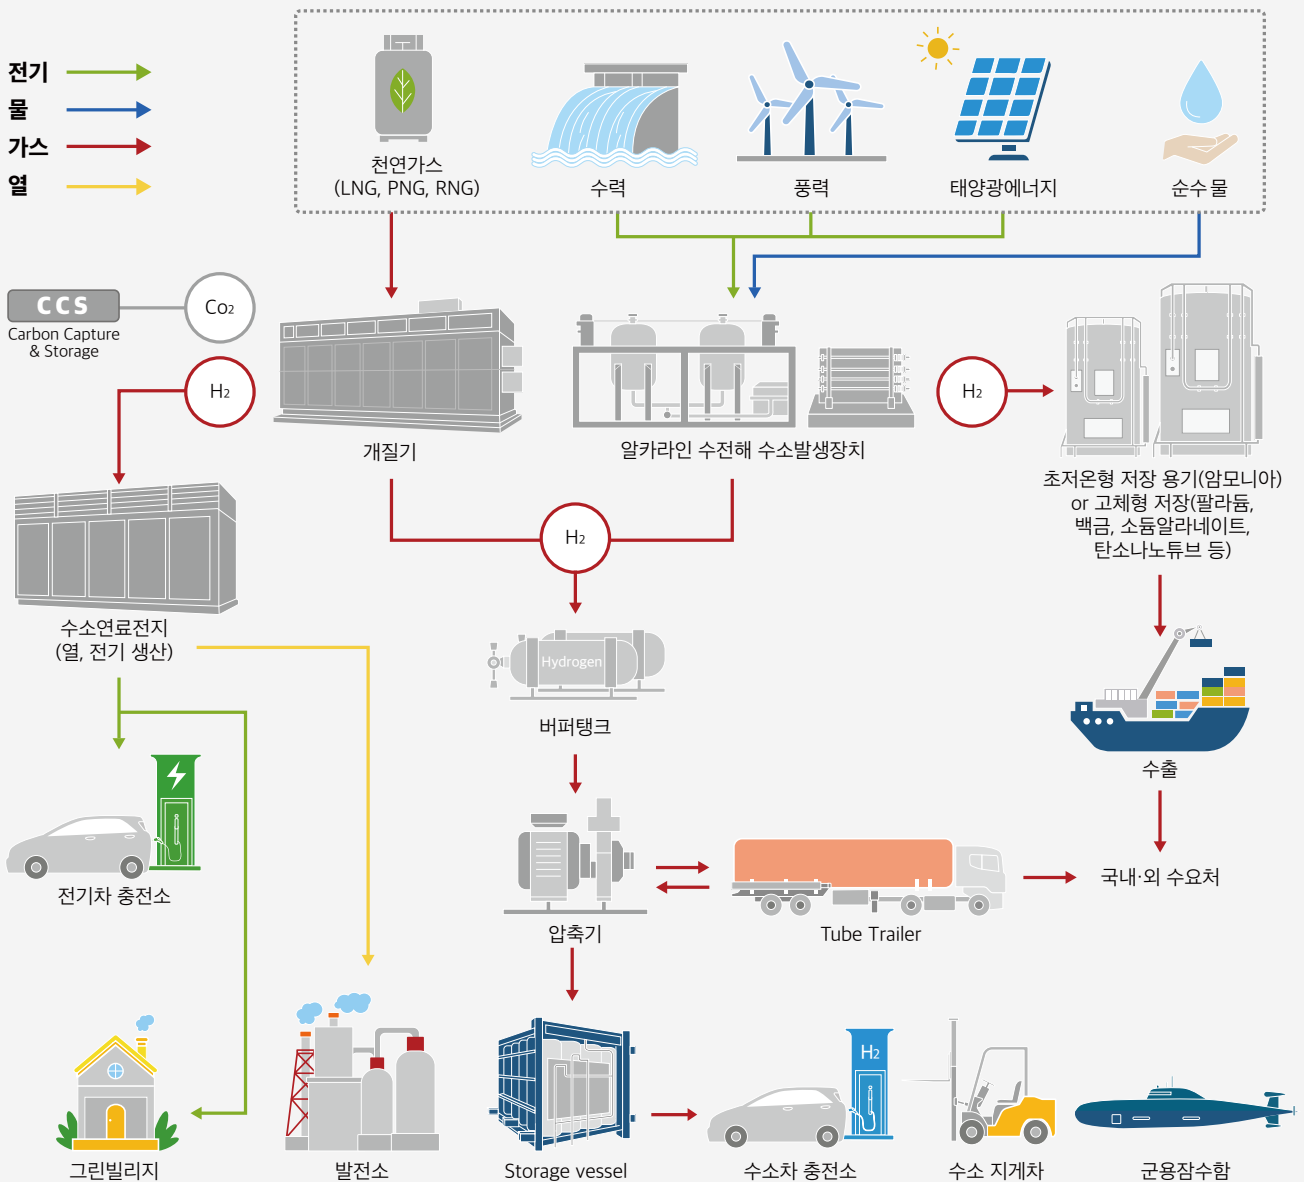 전기
물
가스
열
천연가스
(LNG, PNG, RNG)
수력
풍력
태양광에너지
순수 물
CCS
Carbon Capture
& Storage
Co2
H2
개질기
알카라인 수전해 수소발생장치
H2
초저온형 저장 용기(암모니아)
or 고체형 저장(팔라듐,
백금, 소듐알라네이트,
탄소나노튜브 등)
H2
수소연료전지
(열, 전기 생산)
Hydrogen
버퍼탱크
수출
전기차 충전소
압축기
Tube Trailer
국내·외 수요처
H2
그린빌리지
발전소
Storage vessel
수소차 충전소
수소 지게차
군용잠수함